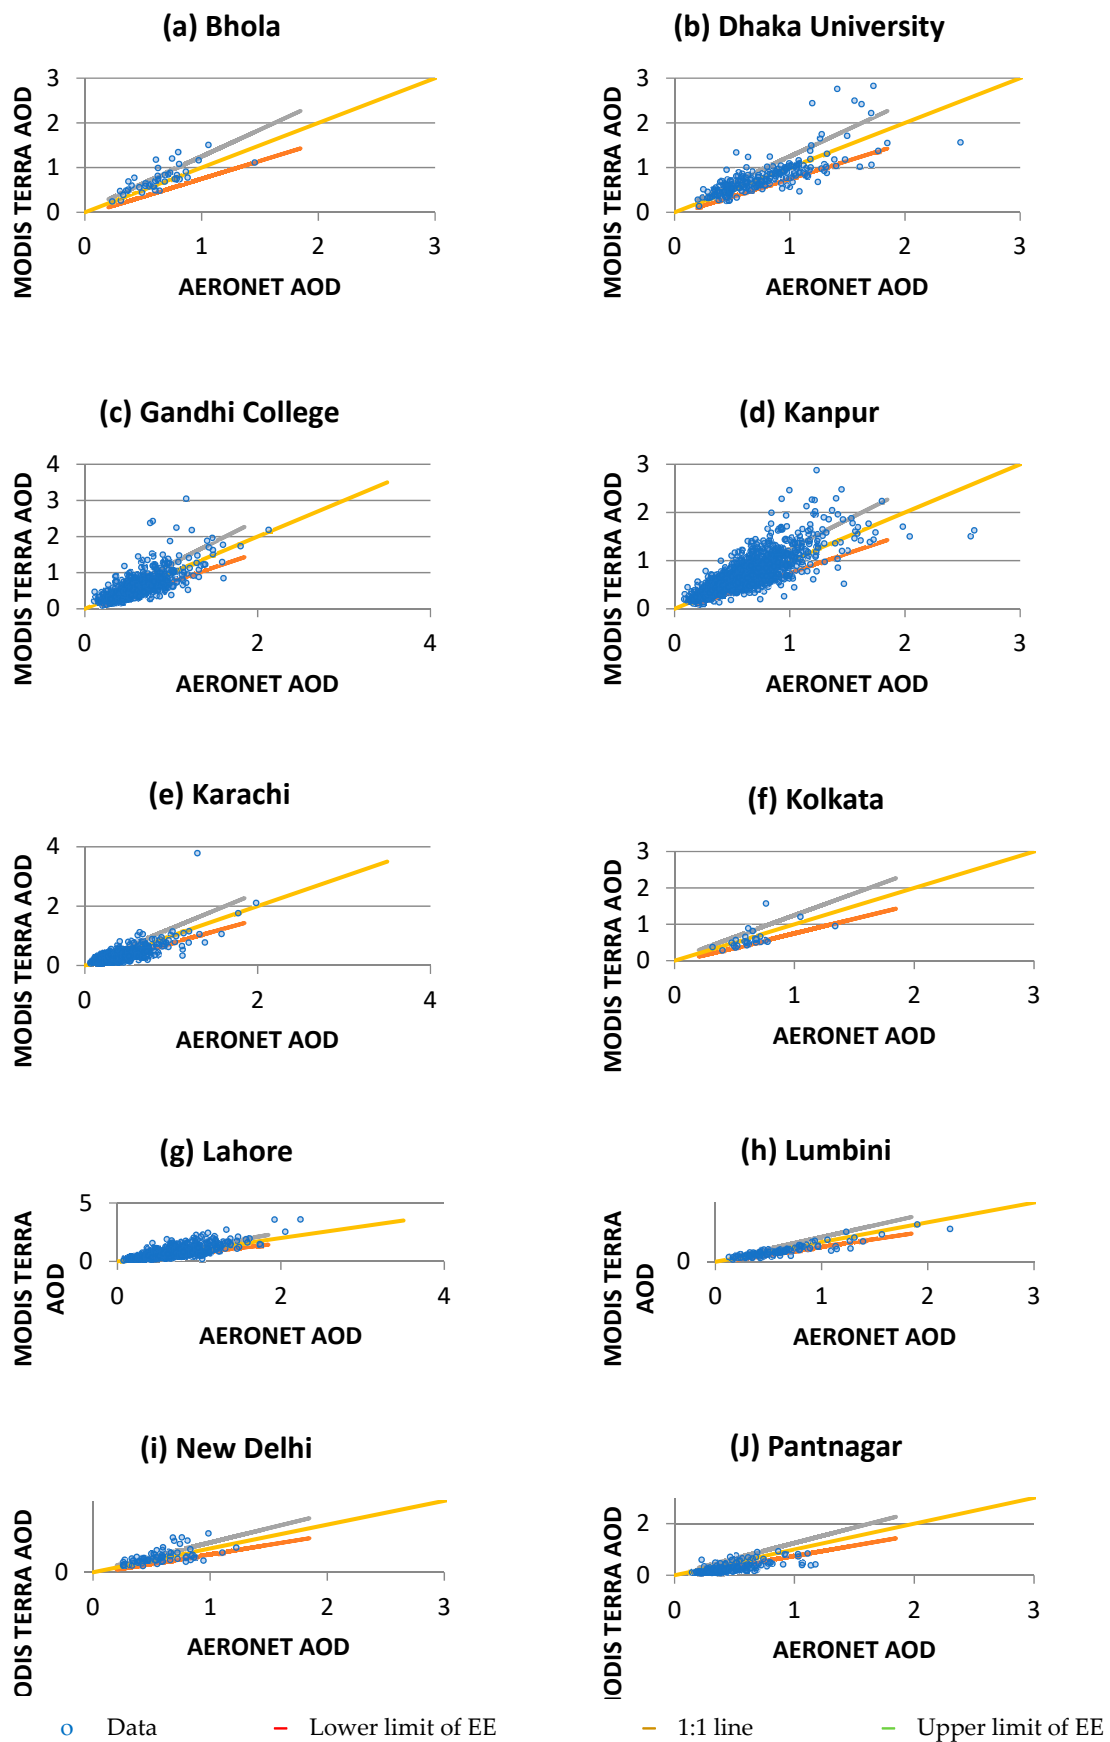 (a) Bhola
MODIS TERRA AOD
3
2
1
0
0 1 2 3
AERONET AOD
(b) Dhaka University
MODIS TERRA AOD
3
2
1
0
0 1 2 3
AERONET AOD
(c) Gandhi College
MODIS TERRA AOD
4
3
2
1
0
0 2 4
AERONET AOD
(d) Kanpur
MODIS TERRA AOD
3
2
1
0
0 1 2 3
AERONET AOD
(e) Karachi
MODIS TERRA AOD
4
2
0
0 2 4
AERONET AOD
(f) Kolkata
MODIS TERRA AOD
3
2
1
0
0 1 2 3
AERONET AOD
(g) Lahore
MODIS TERRA
AOD
5
0
0 2 4
AERONET AOD
(h) Lumbini
MODIS TERRA
AOD
0
0 1 2 3
AERONET AOD
(i) New Delhi
ODIS TERRA AOD
0
0 1 2 3
AERONET AOD
(J) Pantnagar
IODIS TERRA AOD
2
0
0 1 2 3
AERONET AOD
o Data – Lower limit of EE – 1:1 line – Upper limit of EE